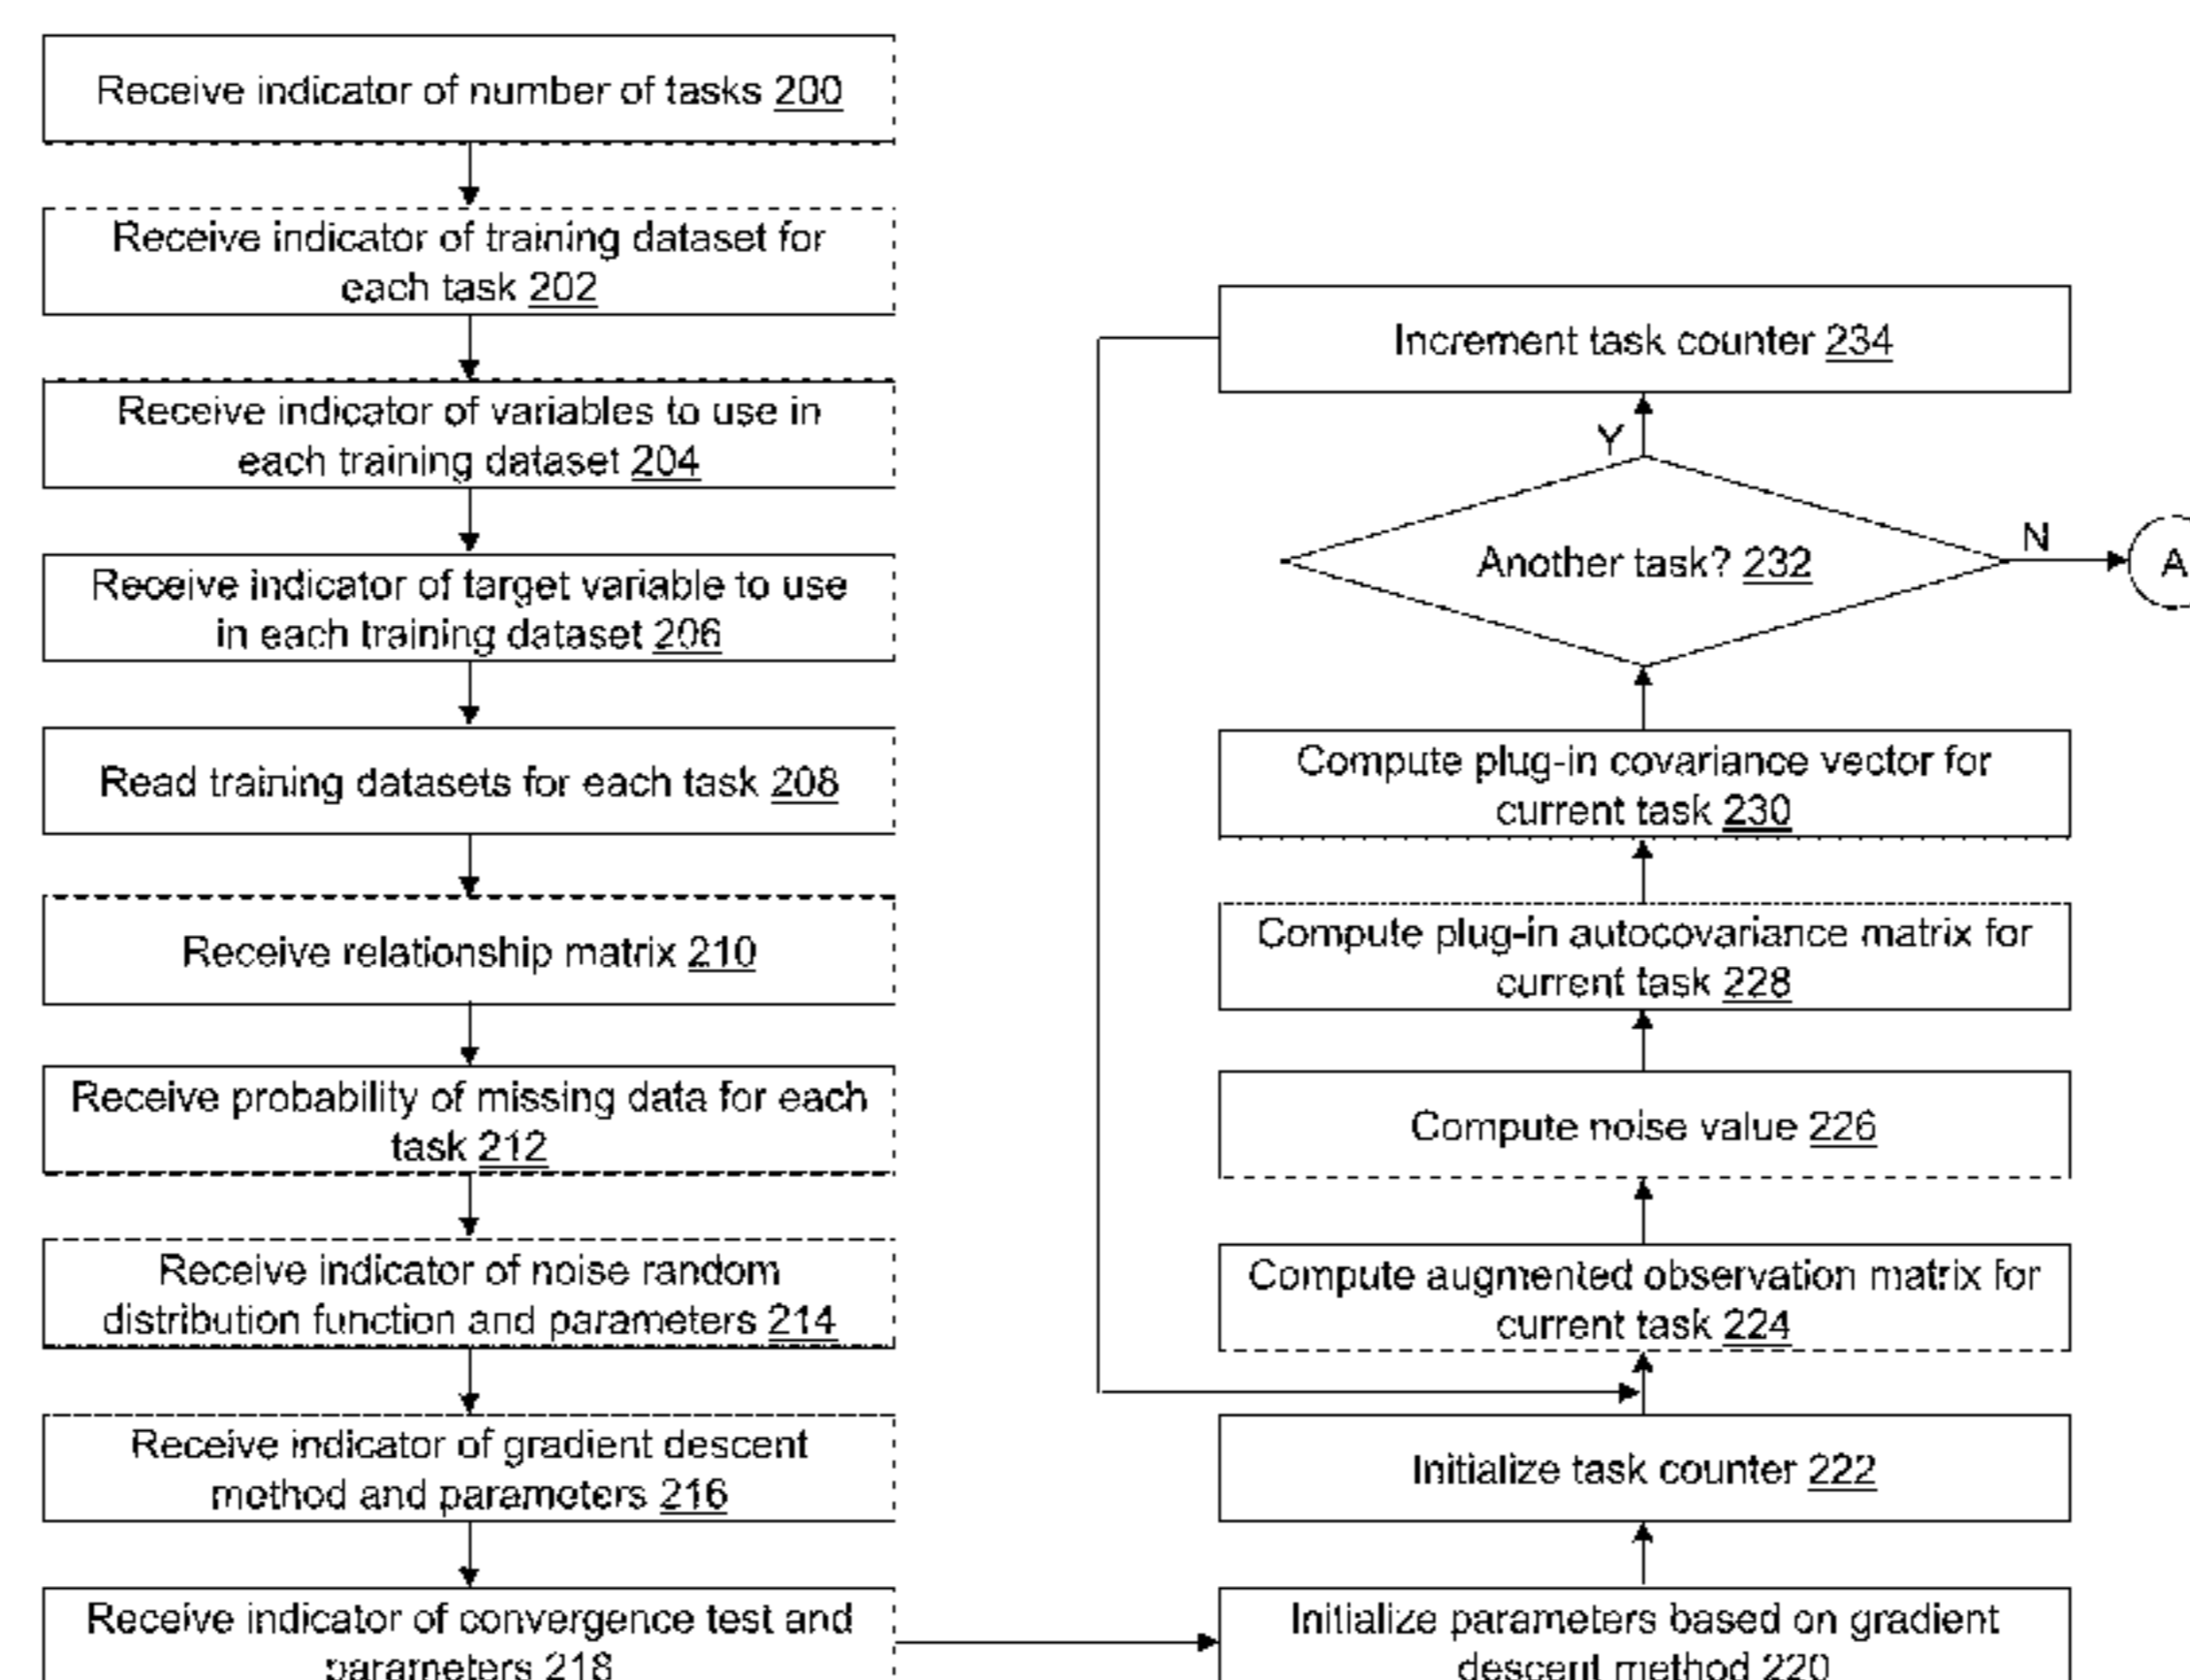 Receive indicator of number of tasks 200
Receive indicator of training dataset for
each task 202
Receive indicator of variables to use in
each training dataset 204
Receive indicator of target variable to use
in each training dataset 206
Read training datasets for each task 208
Receive relationship matrix 210
Receive probability of missing data for each
task 212
Receive indicator of noise random
distribution function and parameters 214
Receive indicator of gradient descent
method and parameters 216
Receive indicator of convergence test and
parameters 218
Increment task counter 234
Y
Another task? 232
N
A
Compute plug-in covariance vector for
current task 230
Compute plug-in autocovariance matrix for
current task 228
Compute noise value 226
Compute augmented observation matrix for
current task 224
Initialize task counter 222
Initialize parameters based on gradient
descent method 220